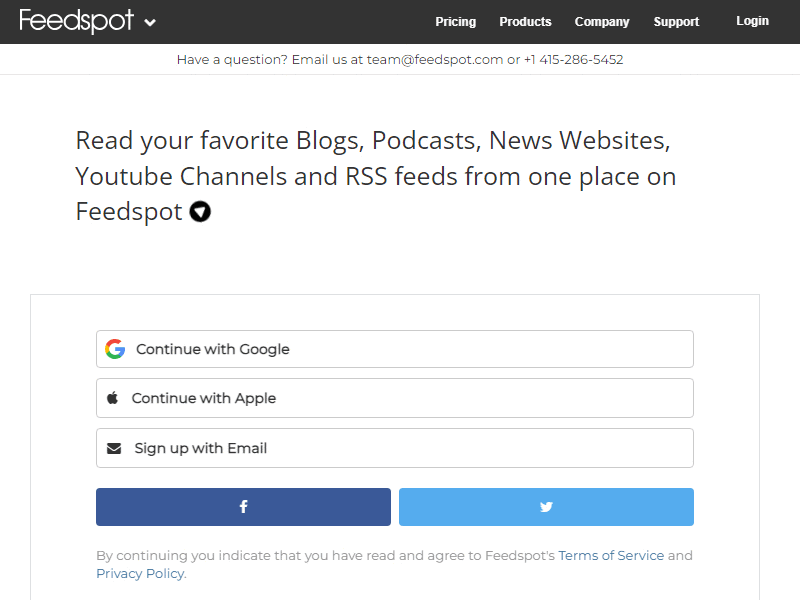 Feedspot Pricing Products Company Support Login
Have a question? Email us at team@feedspot.com or +1 415-286-5452
Read your favorite Blogs, Podcasts, News Websites,
Youtube Channels and RSS feeds from one place on
Feedspot
Continue with Google
Continue with Apple
Sign up with Email
By continuing you indicate that you have read and agree to Feedspot's Terms of Service and
Privacy Policy.